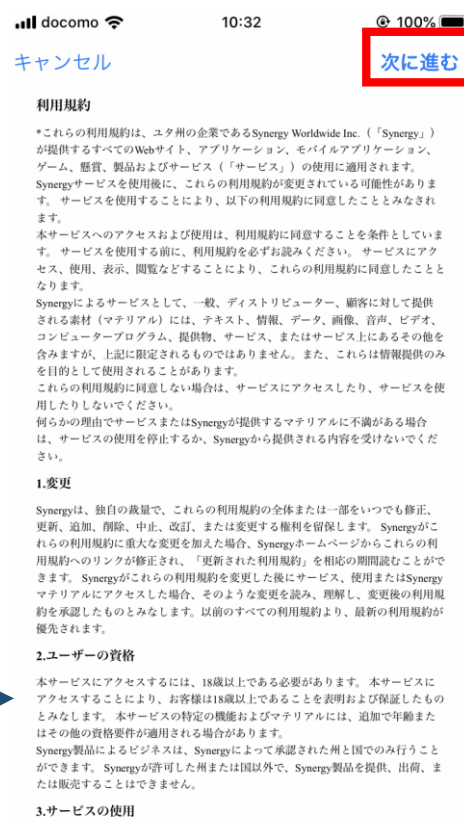 docomo 10:32 100%
キャンセル 次に進む
利用規約
*これらの利用規約は、ユタ州の企業であるSynergy Worldwide Inc.（「Synergy」）
が提供するすべてのWebサイト、アプリケーション、モバイルアプリケーション、
ゲーム、懸賞、製品およびサービス（「サービス」）の使用に適用されます。
Synergyサービスを使用後に、これらの利用規約が変更されている可能性がありま
す。 サービスを使用することにより、以下の利用規約に同意したこととみなされ
ます。
本サービスへのアクセスおよび使用は、利用規約に同意することを条件としていま
す。 サービスを使用する前に、利用規約を必ずお読みください。 サービスにアク
セス、使用、表示、閲覧などすることにより、これらの利用規約に同意したことと
なります。
Synergyによるサービスとして、一般、ディストリビューター、顧客に対して提供
される素材（マテリアル）には、テキスト、情報、データ、画像、音声、ビデオ、
コンピュータープログラム、提供物、サービス、またはサービス上にあるその他を
含みますが、上記に限定されるものではありません。また、これらは情報提供のみ
を目的として使用されることがあります。
これらの利用規約に同意しない場合は、サービスにアクセスしたり、サービスを使
用したりしないでください。
何らかの理由でサービスまたはSynergyが提供するマテリアルに不満がある場合
は、サービスの使用を停止するか、Synergyから提供される内容を受けないでくだ
さい。
1.変更
Synergyは、独自の裁量で、これらの利用規約の全体または一部をいつでも修正、
更新、追加、削除、中止、改訂、または変更する権利を留保します。 Synergyがこ
れらの利用規約に重大な変更を加えた場合、Synergyホームページからこれらの利
用規約へのリンクが修正され、「更新された利用規約」を相応の期間読むことがで
きます。 Synergyがこれらの利用規約を変更した後にサービス、使用またはSynergy
マテリアルにアクセスした場合、そのような変更を読み、理解し、変更後の利用規
約を承認したものとみなします。以前のすべての利用規約より、最新の利用規約が
優先されます。
2.ユーザーの資格
本サービスにアクセスするには、18歳以上である必要があります。 本サービスに
アクセスすることにより、お客様は18歳以上であることを表明および保証したもの
とみなします。 本サービスの特定の機能およびマテリアルには、追加で年齢また
はその他の資格要件が適用される場合があります。
Synergy製品によるビジネスは、Synergyによって承認された州と国でのみ行うこと
ができます。 Synergyが許可した州または国以外で、Synergy製品を提供、出荷、ま
たは販売することはできません。
3.サービスの使用